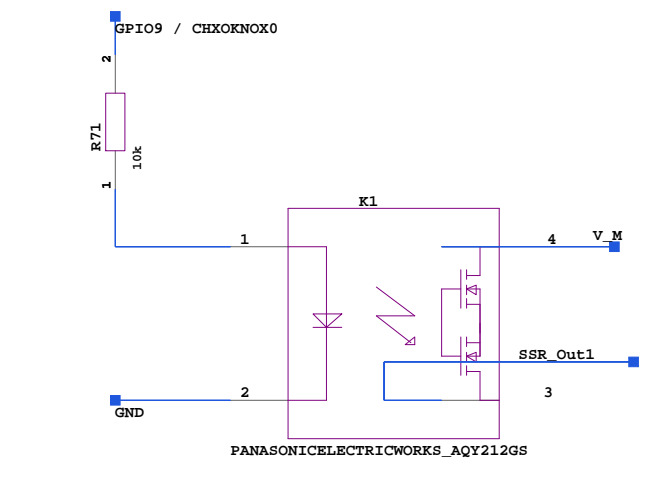 GPIO9 / CHXOKNOX0
2
R71
10k
1
K1
1
4
V_M
SSR_Out1
2
3
GND
PANASONICELECTRICWORKS_AQY212GS